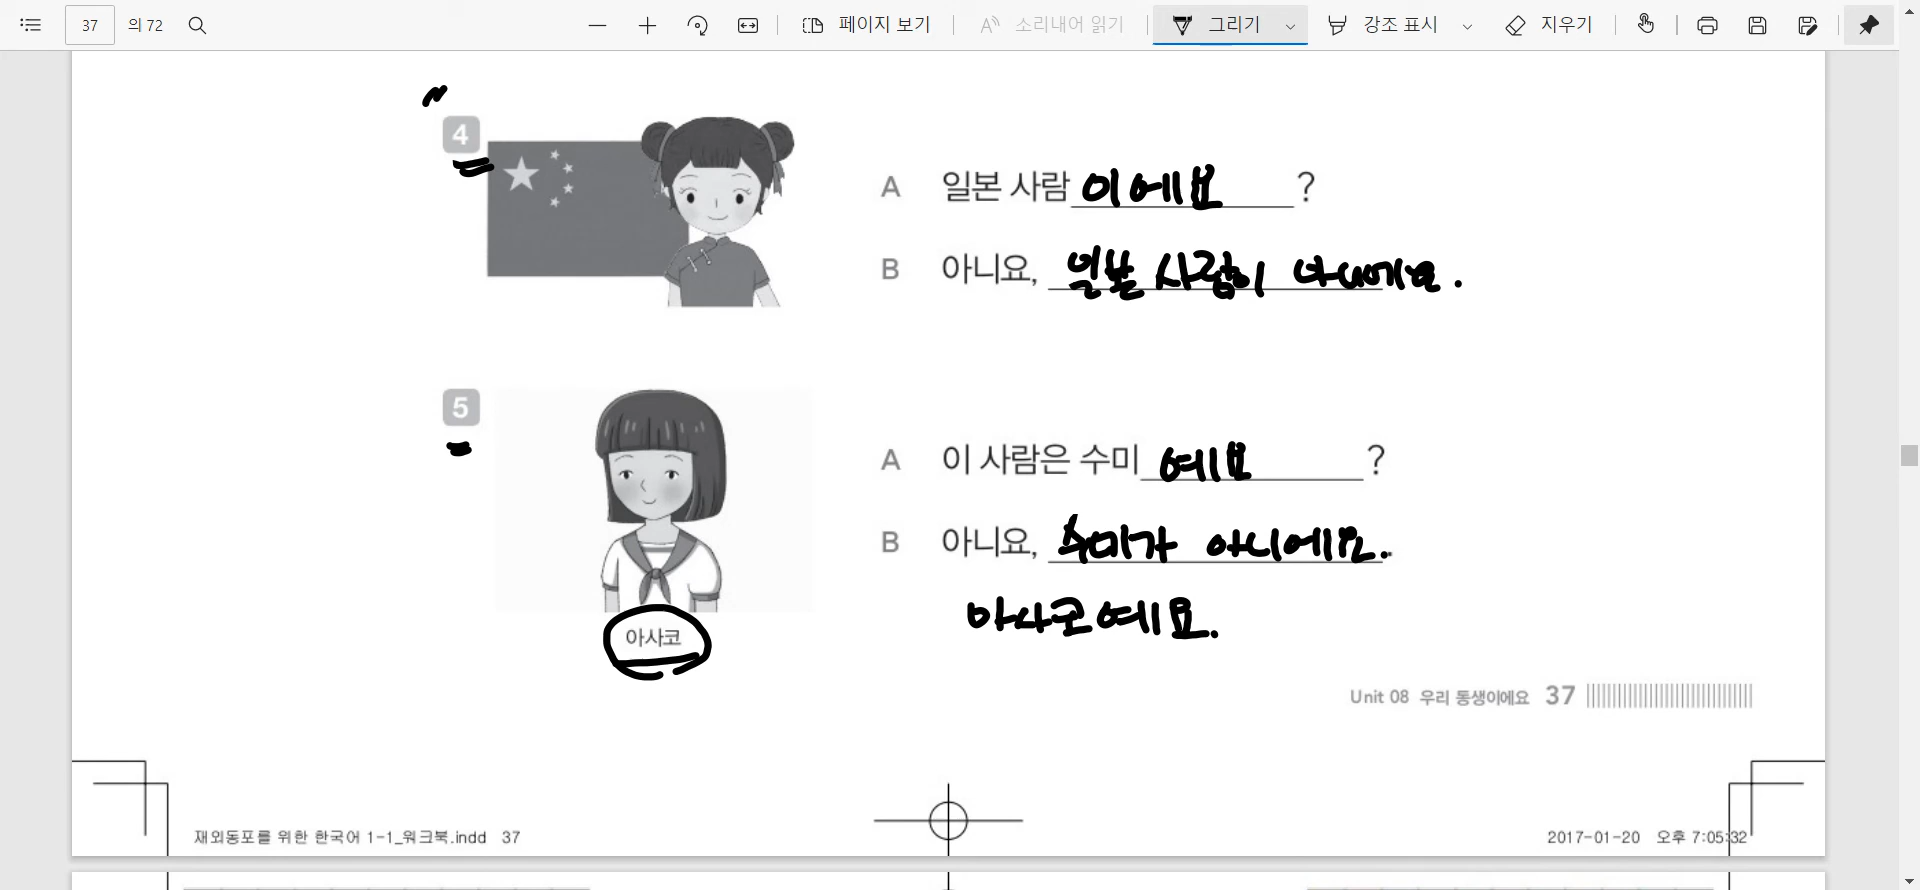 37 의 72 페이지 보기 소리내어 읽기 그리기 강조 표시 지우기
4
A 일본 사람 이에요 ?
B 아니요, 일본 사람이 아니에요.
5
A 이 사람은 수미 예요 ?
B 아니요, 수미가 아니에요.
아사코예요.
아사코
Unit 08 우리 동생이에요 37
재외동포를 위한 한국어 1-1_워크북.indd 37
2017-01-20 오후 7:05:32